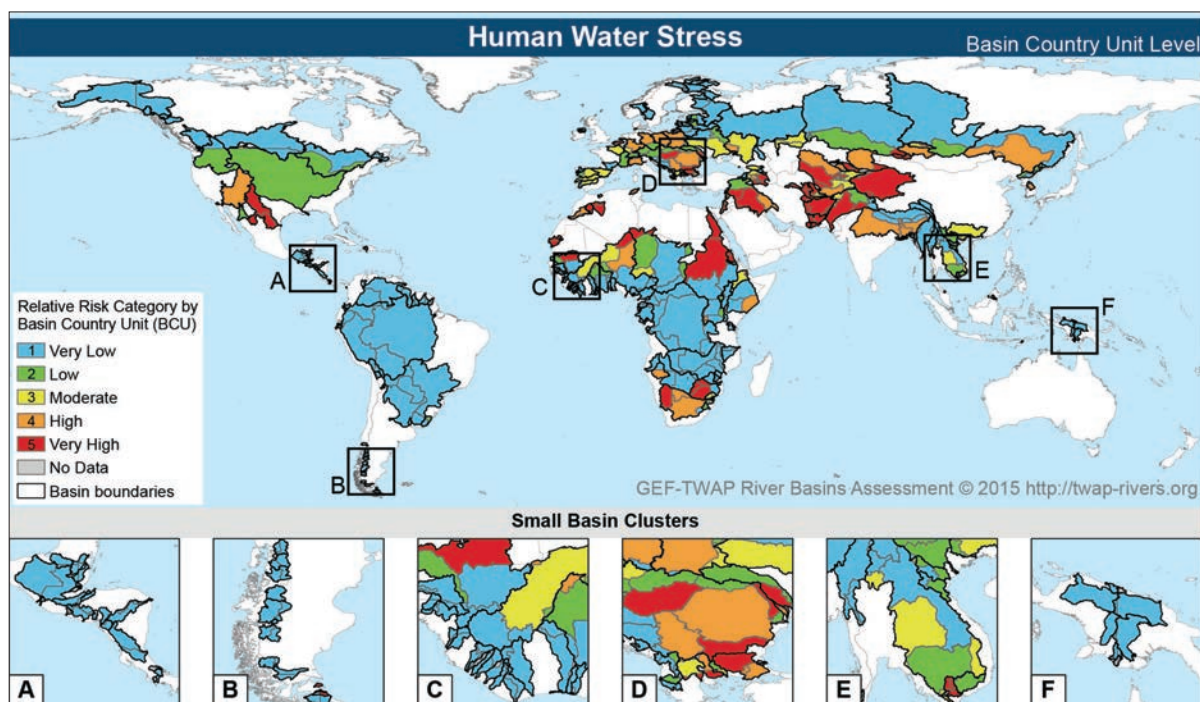 Human Water Stress
Basin Country Unit Level
A
B
C
D
E
F
Relative Risk Category by
Basin Country Unit (BCU)
1 Very Low
2 Low
3 Moderate
4 High
5 Very High
No Data
Basin boundaries
GEF-TWAP River Basins Assessment © 2015 http://twap-rivers.org
Small Basin Clusters
A
B
C
D
E
F